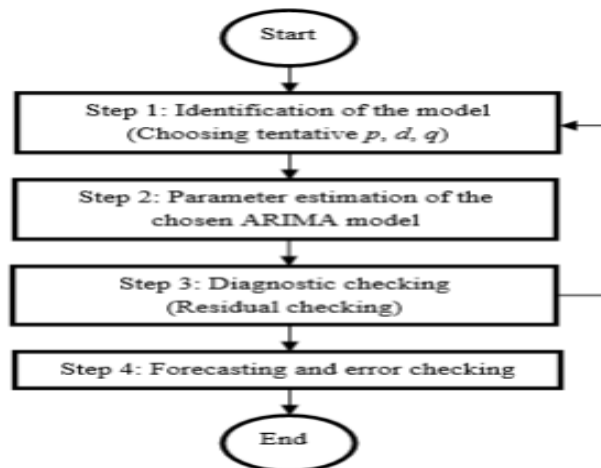 Start
Step 1: Identification of the model
(Choosing tentative p, d, q)
Step 2: Parameter estimation of the
chosen ARIMA model
Step 3: Diagnostic checking
(Residual checking)
Step 4: Forecasting and error checking
End